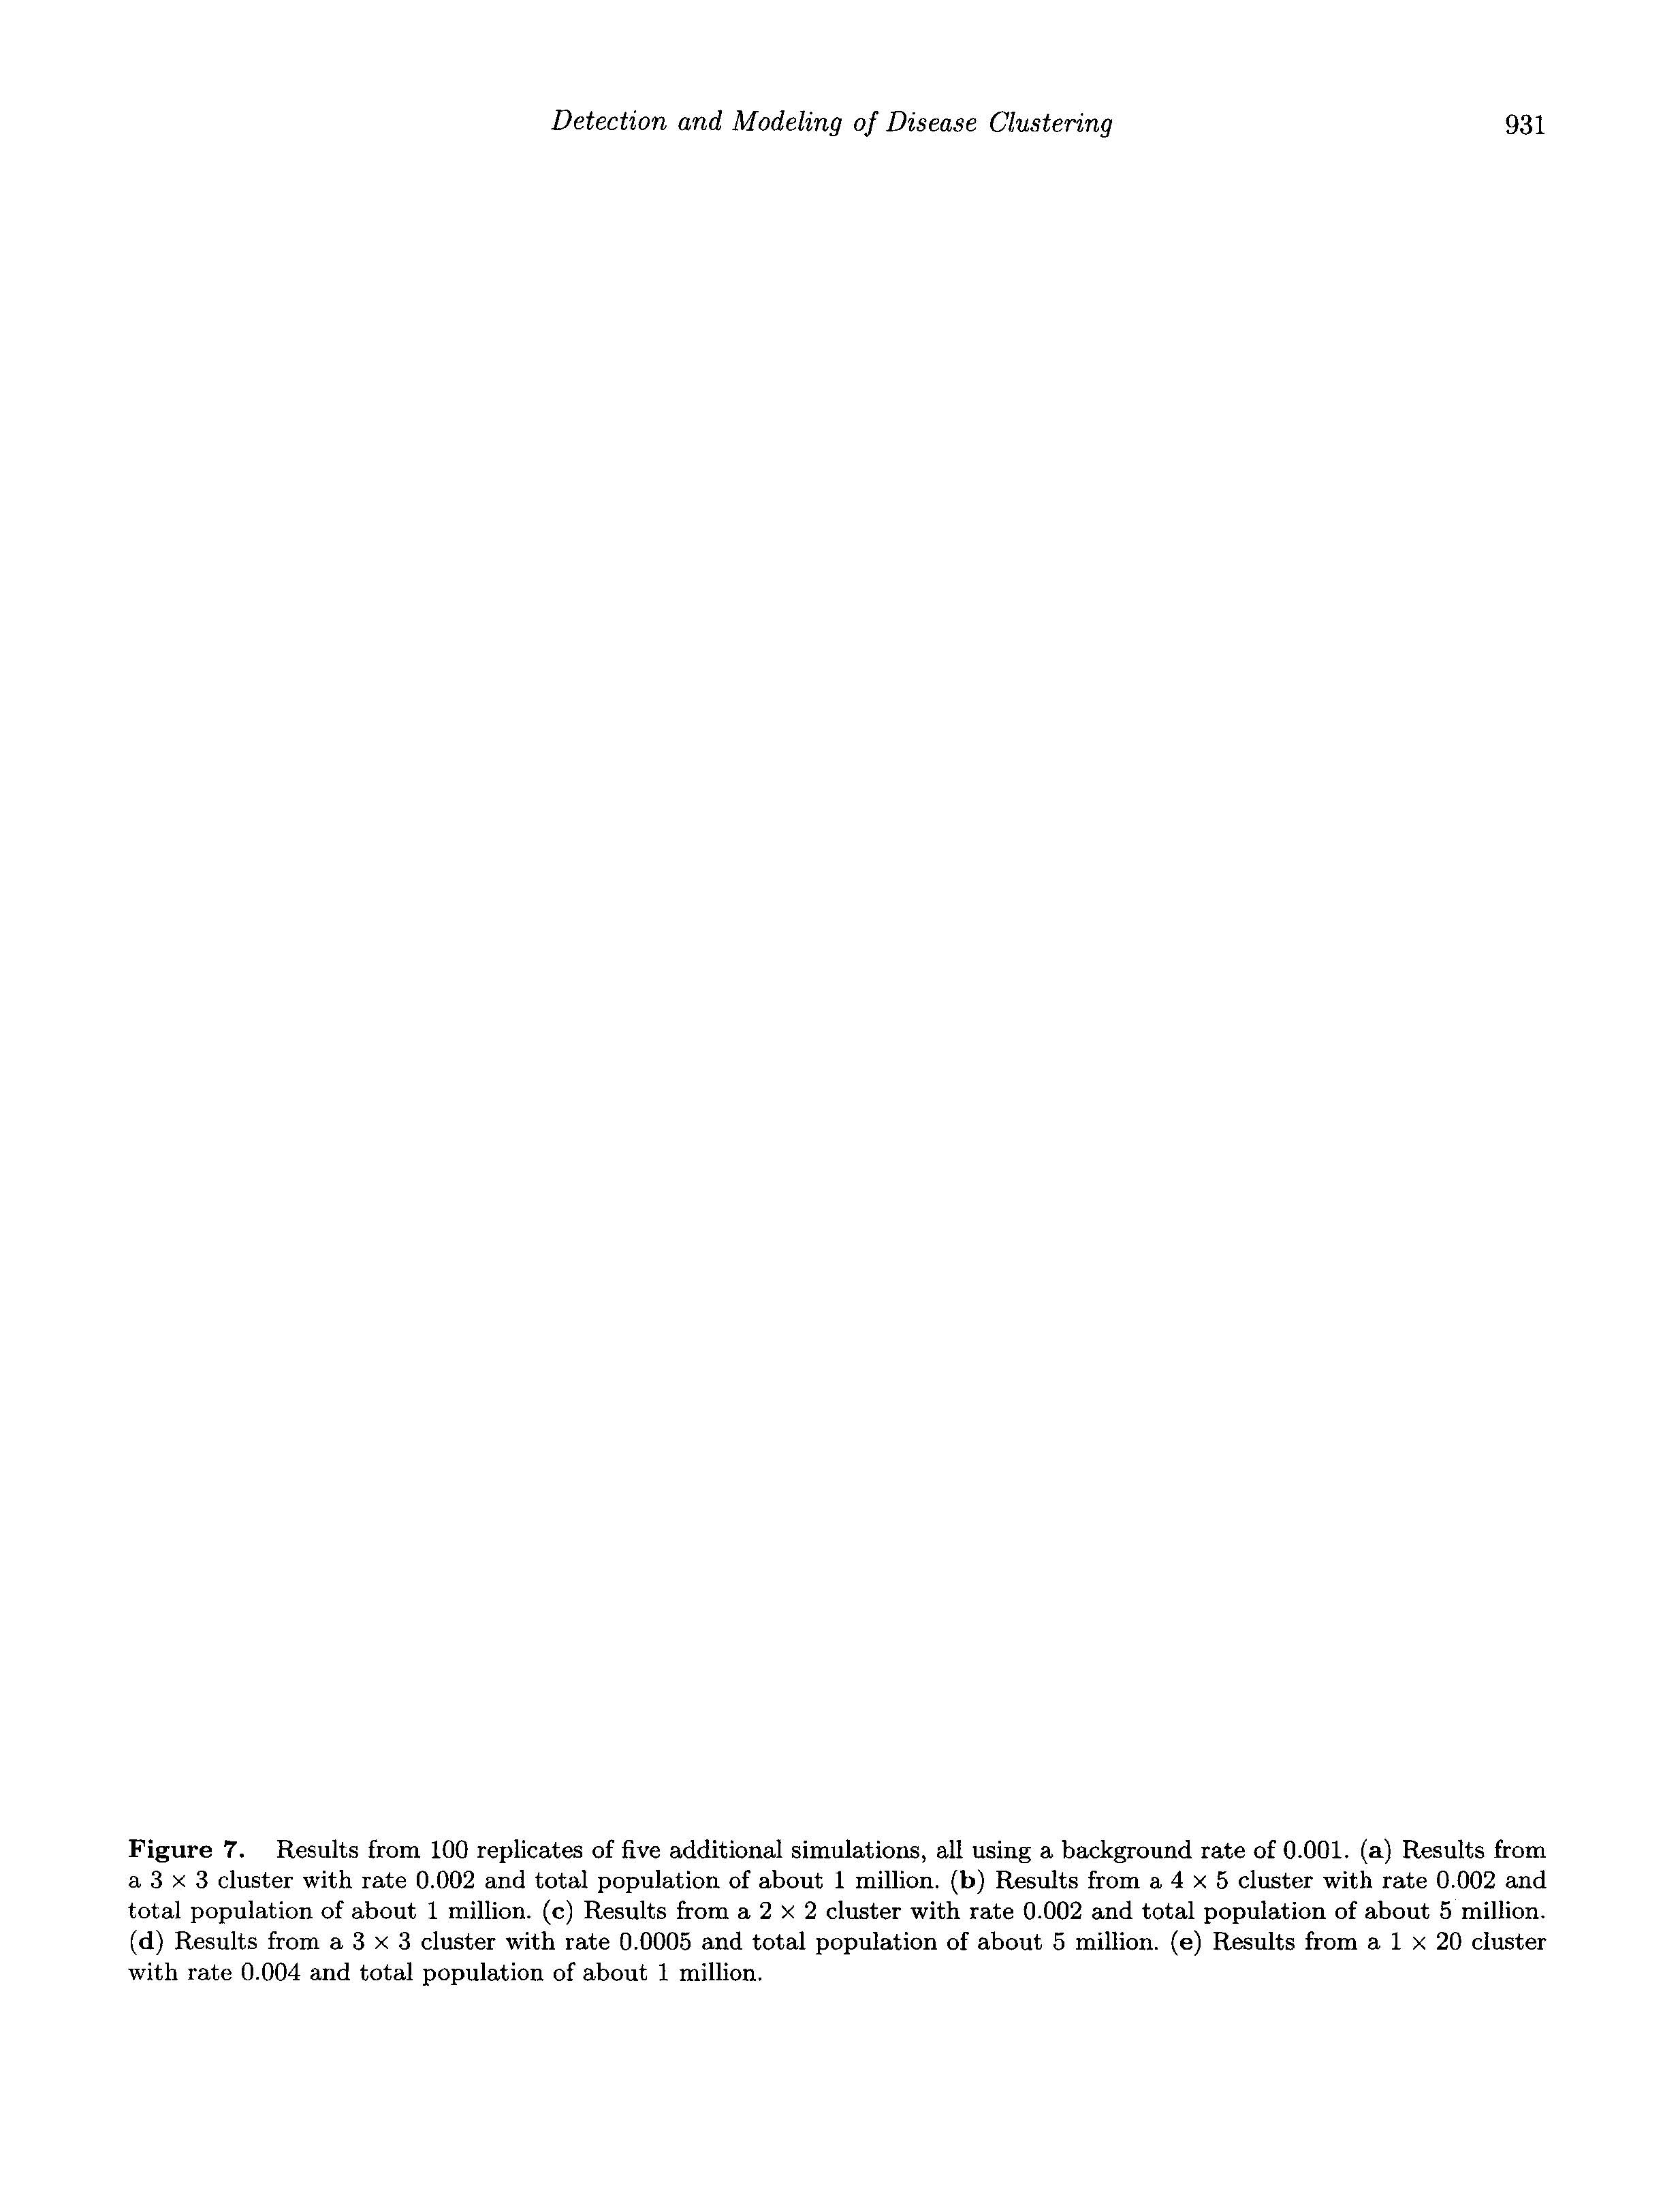 Detection and Modeling of Disease Clustering 931
Figure 7. Results from 100 replicates of five additional simulations, all using a background rate of 0.001. (a) Results from
a 3 × 3 cluster with rate 0.002 and total population of about 1 million. (b) Results from a 4 × 5 cluster with rate 0.002 and
total population of about 1 million. (c) Results from a 2 × 2 cluster with rate 0.002 and total population of about 5 million.
(d) Results from a 3 × 3 cluster with rate 0.0005 and total population of about 5 million. (e) Results from a 1 × 20 cluster
with rate 0.004 and total population of about 1 million.